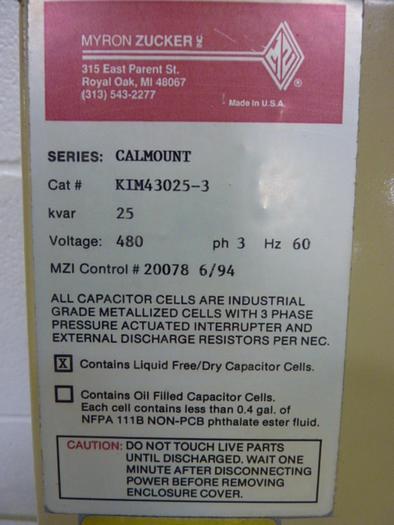 MYRON ZUCKER INC
315 East Parent St.
Royal Oak, MI 48067
(313) 543-2277
MZI
®
Made in U.S.A.
SERIES: CALMOUNT
Cat # KIM43025-3
kvar 25
Voltage: 480 ph 3 Hz 60
MZI Control # 20078 6/94
ALL CAPACITOR CELLS ARE INDUSTRIAL
GRADE METALLIZED CELLS WITH 3 PHASE
PRESSURE ACTUATED INTERRUPTER AND
EXTERNAL DISCHARGE RESISTORS PER NEC.
X Contains Liquid Free/Dry Capacitor Cells.
Contains Oil Filled Capacitor Cells.
Each cell contains less than 0.4 gal. of
NFPA 111B NON-PCB phthalate ester fluid.
CAUTION: DO NOT TOUCH LIVE PARTS
UNTIL DISCHARGED. WAIT ONE
MINUTE AFTER DISCONNECTING
POWER BEFORE REMOVING
ENCLOSURE COVER.